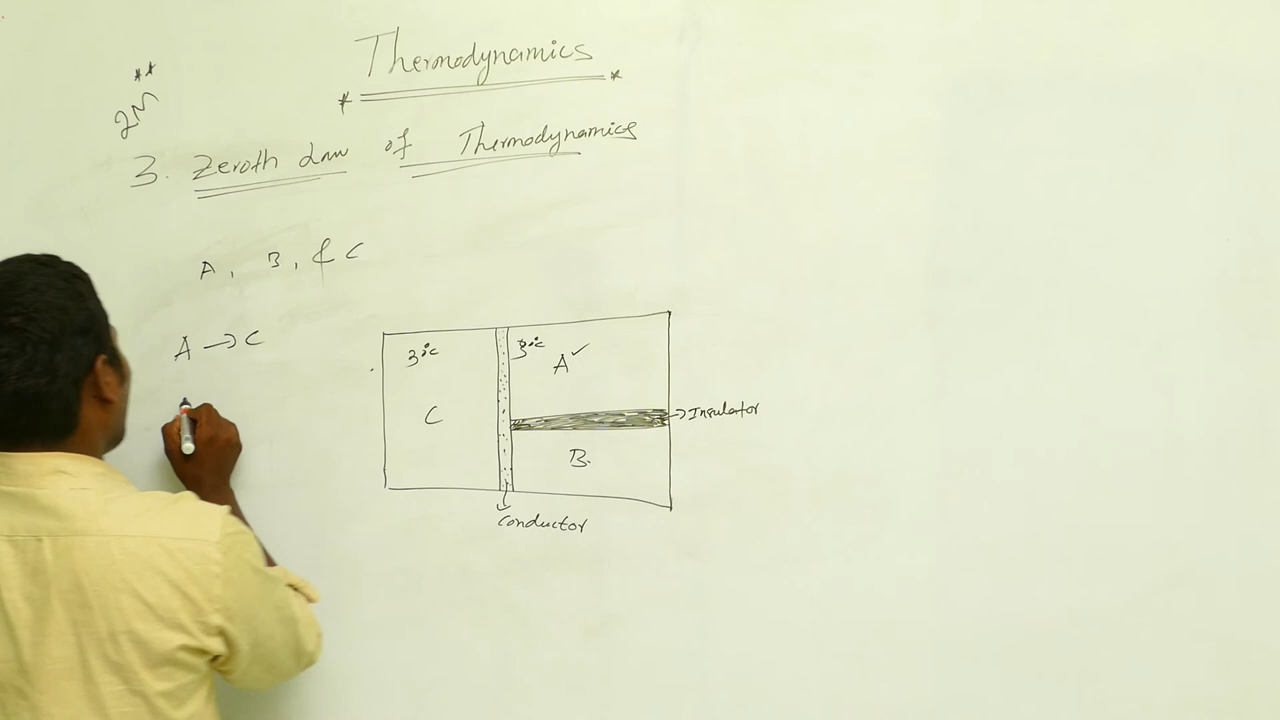 Thermodynamics
2M **
3. Zeroth Law of Thermodynamics
A, B, & C
A → C
30°C
30°C
A ✓
C
→ Insulator
B.
Conductor